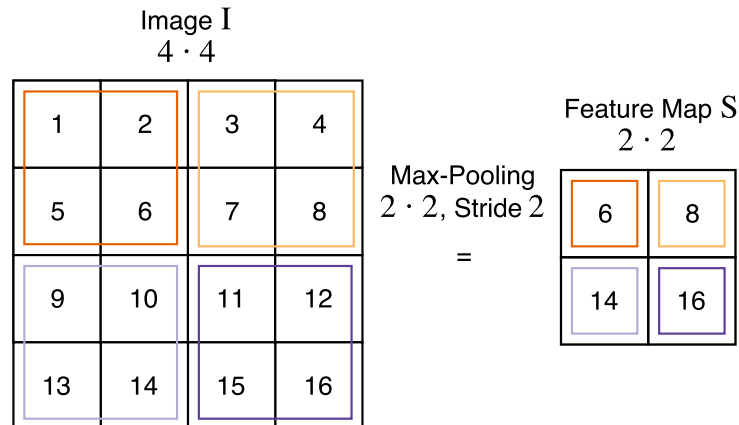 Image I
4 · 4
1 2 3 4
5 6 7 8
9 10 11 12
13 14 15 16
Max-Pooling
2 · 2, Stride 2
=
Feature Map S
2 · 2
6 8
14 16